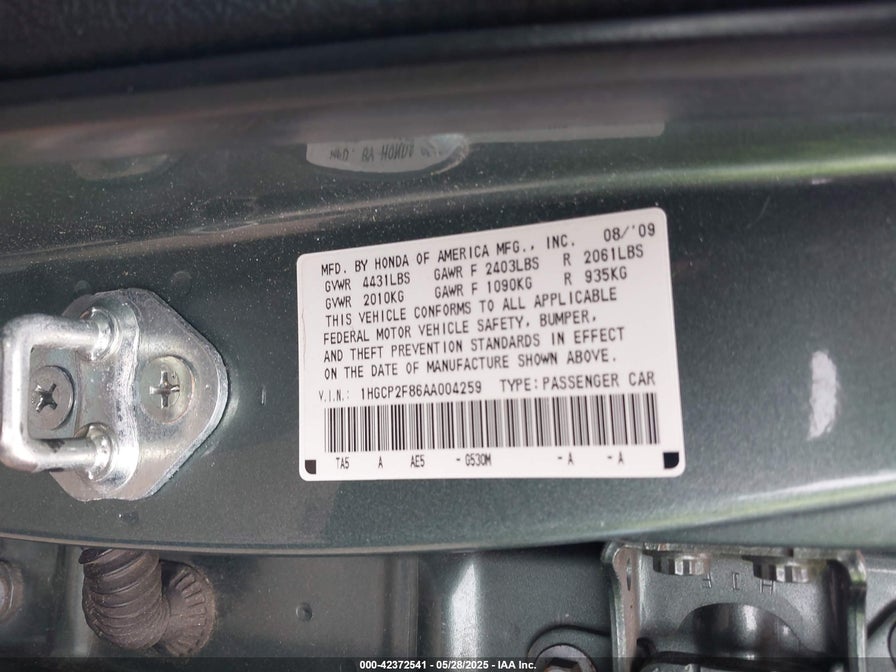 MFD. BY HONDA OF AMERICA MFG., INC. 08/'09
GVWR 4431LBS GAWR F 2403LBS R 2061LBS
GVWR 2010KG GAWR F 1090KG R 935KG
THIS VEHICLE CONFORMS TO ALL APPLICABLE
FEDERAL MOTOR VEHICLE SAFETY, BUMPER,
AND THEFT PREVENTION STANDARDS IN EFFECT
ON THE DATE OF MANUFACTURE SHOWN ABOVE.
V.I.N.: 1HGCP2F86AA004259 TYPE: PASSENGER CAR
TA5 A AE5 - G530M - A - A
000-42372541 / 05/28/2025 - IAA Inc.